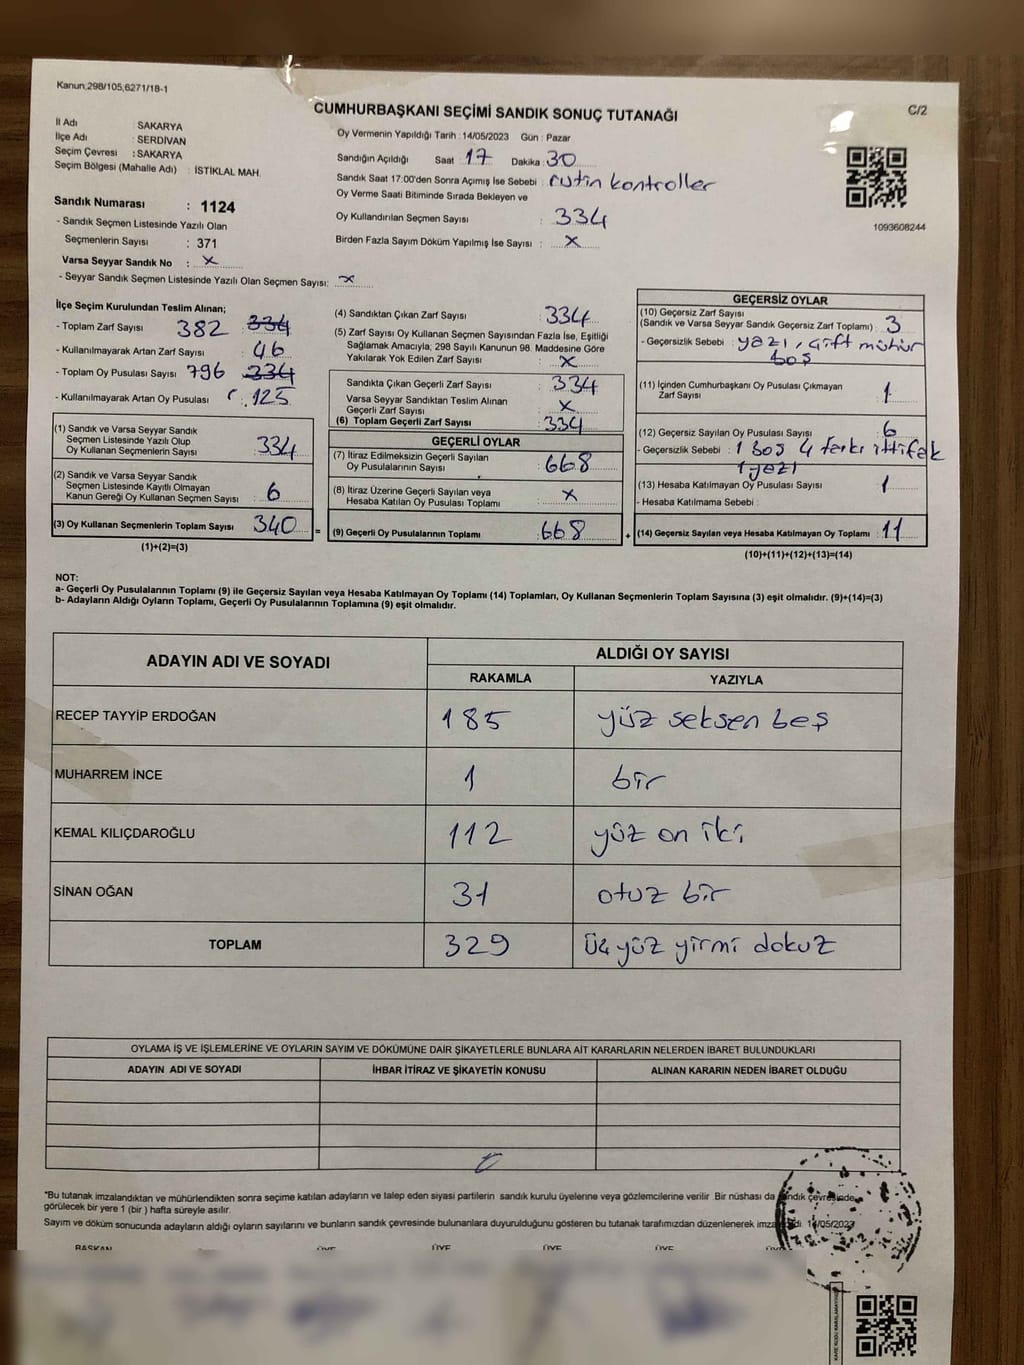 Kanun,298/105,6271/18-1
CUMHURBAŞKANI SEÇİMİ SANDIK SONUÇ TUTANAĞI
C/2
İl Adı : SAKARYA
İlçe Adı : SERDİVAN
Seçim Çevresi : SAKARYA
Seçim Bölgesi (Mahalle Adı) : İSTİKLAL MAH.
Sandık Numarası : 1124
- Sandık Seçmen Listesinde Yazılı Olan
Seçmenlerin Sayısı : 371
Varsa Seyyar Sandık No : x
- Seyyar Sandık Seçmen Listesinde Yazılı Olan Seçmen Sayısı: x
Oy Vermenin Yapıldığı Tarih : 14/05/2023 Gün : Pazar
Sandığın Açıldığı Saat : 17 Dakika : 30
Sandık Saat 17:00'den Sonra Açımış İse Sebebi : rutin kontroller
Oy Verme Saati Bitiminde Sırada Bekleyen ve
Oy Kullandırılan Seçmen Sayısı : 334
Birden Fazla Sayım Döküm Yapılmış İse Sayısı : x
1093608244
İlçe Seçim Kurulundan Teslim Alınan;
- Toplam Zarf Sayısı 382 : 334
- Kullanılmayarak Artan Zarf Sayısı : 46
- Toplam Oy Pusulası Sayısı 796 334
- Kullanılmayarak Artan Oy Pusulası : 125
(1) Sandık ve Varsa Seyyar Sandık
Seçmen Listesinde Yazılı Olup
Oy Kullanan Seçmenlerin Sayısı : 334
(2) Sandık ve Varsa Seyyar Sandık
Seçmen Listesinde Kayıtlı Olmayan
Kanun Gereği Oy Kullanan Seçmen Sayısı : 6
(3) Oy Kullanan Seçmenlerin Toplam Sayısı : 340
(1)+(2)=(3)
(4) Sandıktan Çıkan Zarf Sayısı : 334
(5) Zarf Sayısı Oy Kullanan Seçmen Sayısından Fazla İse, Eşitliği
Sağlamak Amacıyla; 298 Sayılı Kanunun 98. Maddesine Göre
Yakılarak Yok Edilen Zarf Sayısı : x
Sandıkta Çıkan Geçerli Zarf Sayısı : 334
Varsa Seyyar Sandıktan Teslim Alınan
Geçerli Zarf Sayısı : x
(6) Toplam Geçerli Zarf Sayısı : 334
GEÇERLİ OYLAR
(7) İtiraz Edilmeksizin Geçerli Sayılan
Oy Pusulalarının Sayısı : 668
(8) İtiraz Üzerine Geçerli Sayılan veya
Hesaba Katılan Oy Pusulası Toplamı : x
= (9) Geçerli Oy Pusulalarının Toplamı : 668
GEÇERSİZ OYLAR
(10) Geçersiz Zarf Sayısı
(Sandık ve Varsa Seyyar Sandık Geçersiz Zarf Toplamı) : 3
- Geçersizlik Sebebi : yazı, çift mühür
boş
(11) İçinden Cumhurbaşkanı Oy Pusulası Çıkmayan
Zarf Sayısı : 1
(12) Geçersiz Sayılan Oy Pusulası Sayısı : 6
- Geçersizlik Sebebi : 1 boş 4 farkı ittifak
1 yazı
(13) Hesaba Katılmayan Oy Pusulası Sayısı : 1
- Hesaba Katılmama Sebebi :
+ (14) Geçersiz Sayılan veya Hesaba Katılmayan Oy Toplamı : 11
(10)+(11)+(12)+(13)=(14)
NOT:
a- Geçerli Oy Pusulalarının Toplamı (9) ile Geçersiz Sayılan veya Hesaba Katılmayan Oy Toplamı (14) Toplamları, Oy Kullanan Seçmenlerin Toplam Sayısına (3) eşit olmalıdır. (9)+(14)=(3)
b- Adayların Aldığı Oyların Toplamı, Geçerli Oy Pusulalarının Toplamına (9) eşit olmalıdır.
ADAYIN ADI VE SOYADI ALDIĞI OY SAYISI
RAKAMLA YAZIYLA
RECEP TAYYİP ERDOĞAN 185 yüz seksen beş
MUHARREM İNCE 1 bir
KEMAL KILIÇDAROĞLU 112 yüz on iki
SİNAN OĞAN 31 otuz bir
TOPLAM 329 üç yüz yirmi dokuz
OYLAMA İŞ VE İŞLEMLERİNE VE OYLARIN SAYIM VE DÖKÜMÜNE DAİR ŞİKAYETLERLE BUNLARA AİT KARARLARIN NELERDEN İBARET BULUNDUKLARI
ADAYIN ADI VE SOYADI İHBAR İTİRAZ VE ŞİKAYETİN KONUSU ALINAN KARARIN NEDEN İBARET OLDUĞU
"Bu tutanak imzalandıktan ve mühürlendikten sonra seçime katılan adayların ve talep eden siyasi partilerin sandık kurulu üyelerine veya gözlemcilerine verilir Bir nüshası da sandık çevresinde
görülecek bir yere 1 (bir ) hafta süreyle asılır.
Sayım ve döküm sonucunda adayların aldığı oyların sayılarını ve bunların sandık çevresinde bulunanlara duyurulduğunu gösteren bu tutanak tarafımızdan düzenlenerek 14/05/2023
BAŞKAN ÜYE ÜYE ÜYE ÜYE ÜYE